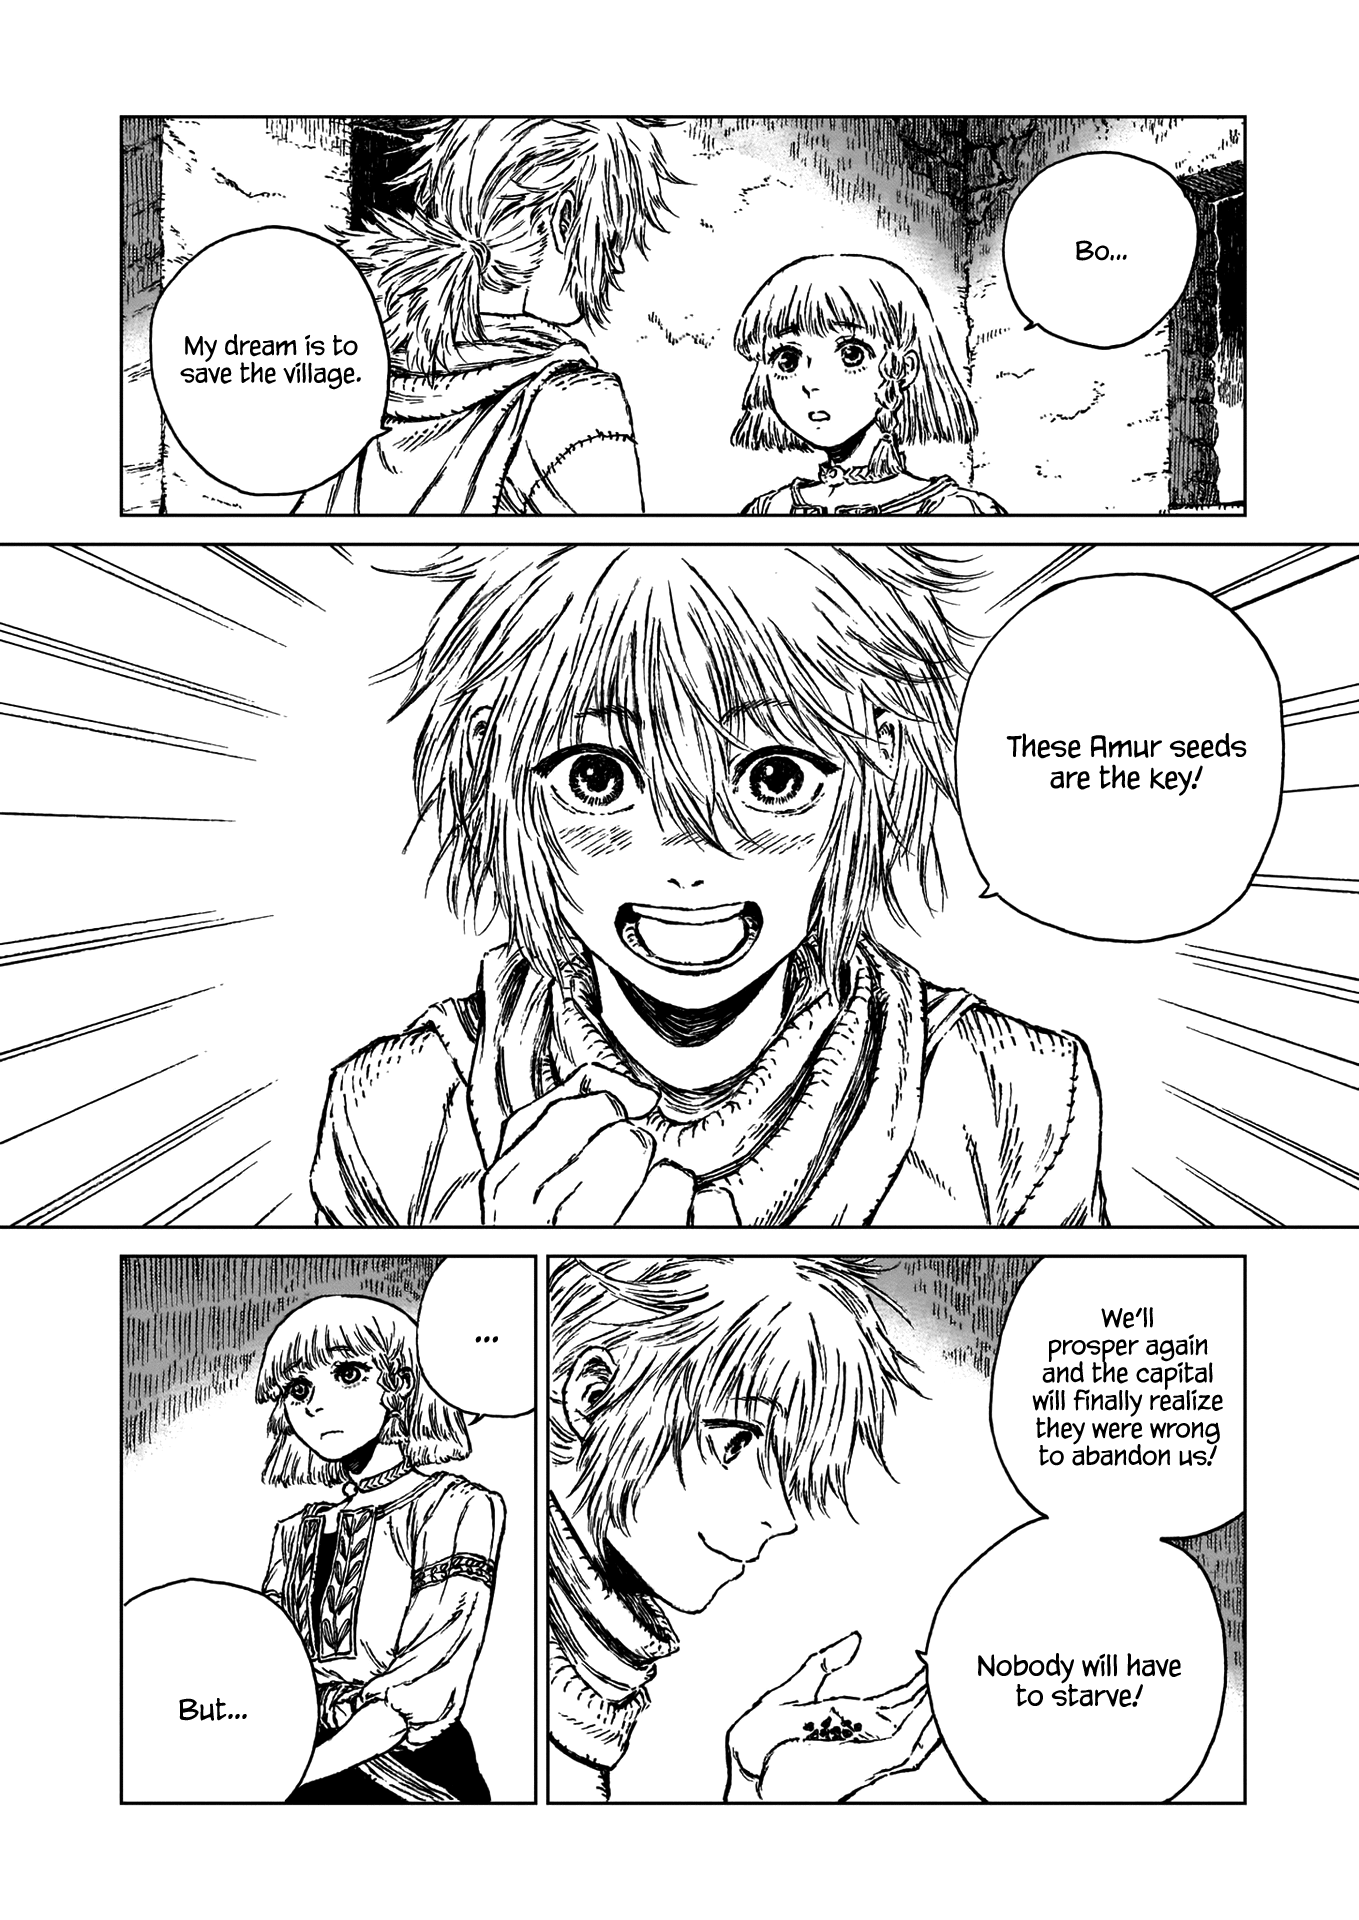 Bo...
My dream is to
save the village.
These Amur seeds
are the key!
We'll
prosper again
and the capital
will finally realize
they were wrong
to abandon us!
Nobody will have
to starve!
...
But...